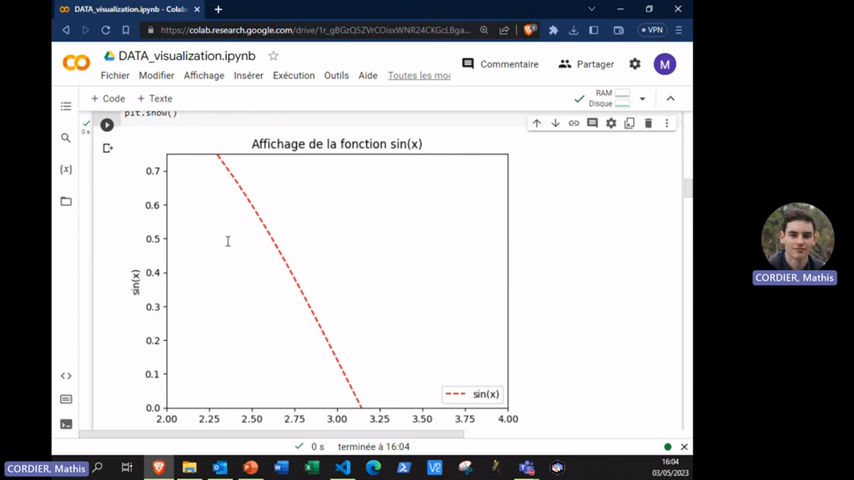 DATA_visualization.ipynb - Colab
https://colab.research.google.com/drive/1r_gBGzQ5ZVrCOisxWNR24CKGcLBga...
VPN
DATA_visualization.ipynb
Fichier Modifier Affichage Insérer Exécution Outils Aide Toutes les mod
Commentaire Partager M
+ Code + Texte
RAM
Disque
plt.show()
0 s
Affichage de la fonction sin(x)
0.7
0.6
0.5
0.4
0.3
0.2
0.1
0.0
sin(x)
sin(x)
2.00 2.25 2.50 2.75 3.00 3.25 3.50 3.75 4.00
0 s terminée à 16:04
CORDIER, Mathis
CORDIER, Mathis
16:04
03/05/2023